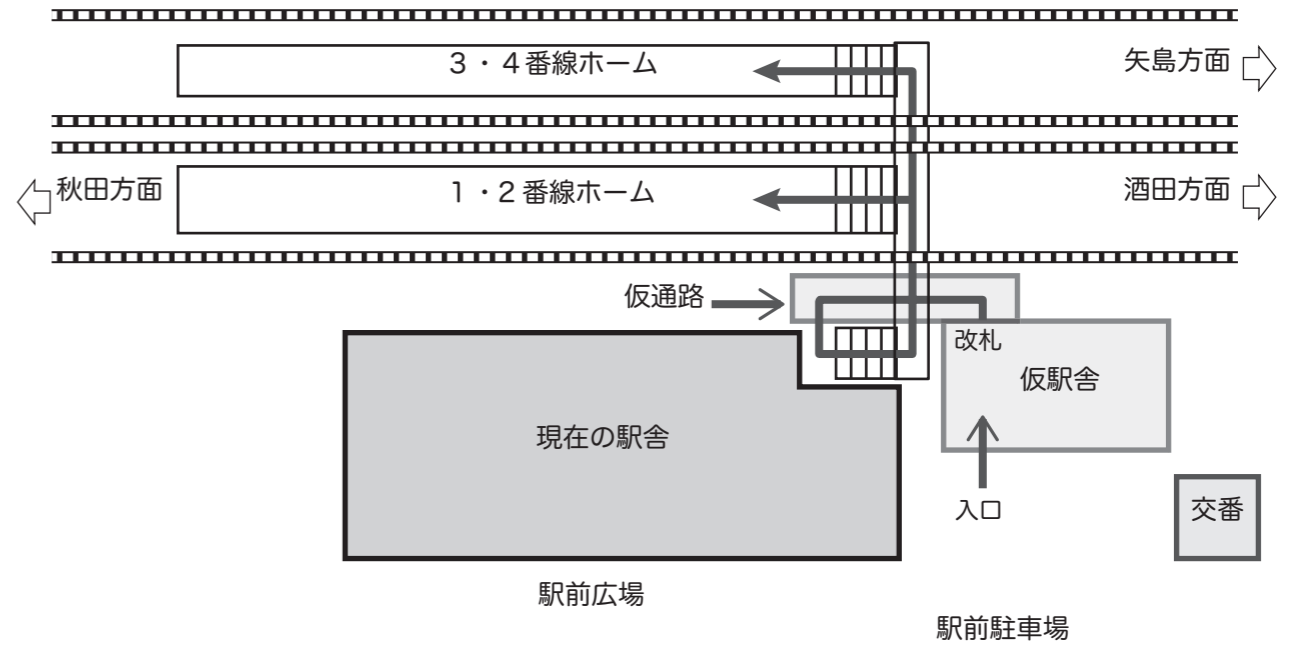 3・4番線ホーム
矢島方面
秋田方面
1・2番線ホーム
酒田方面
仮通路
改札
仮駅舎
現在の駅舎
入口
交番
駅前広場
駅前駐車場